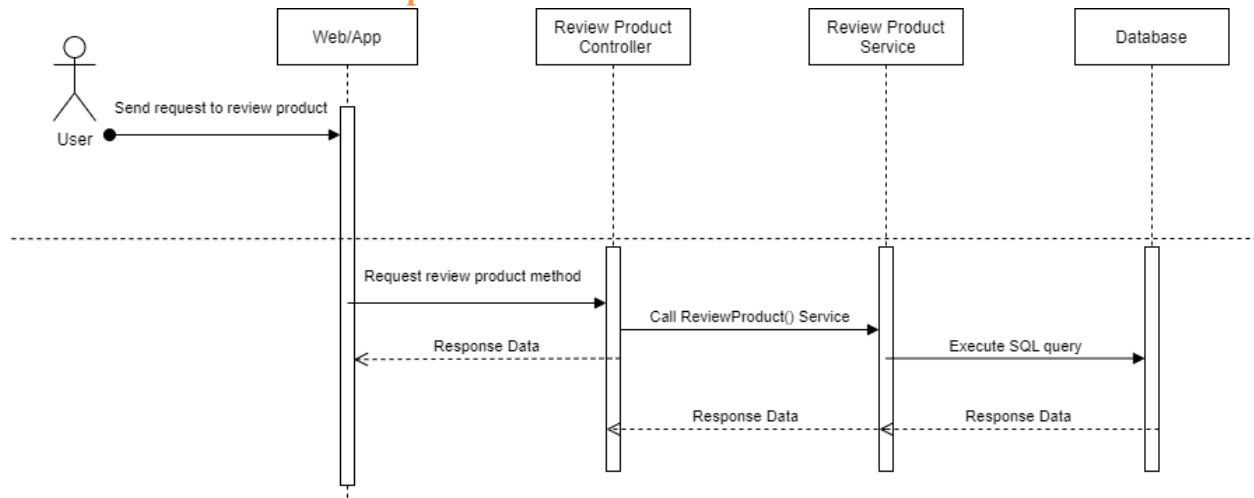 Web/App
Review Product
Controller
Review Product
Service
Database
Send request to review product
User
Request review product method
Call ReviewProduct() Service
Response Data
Execute SQL query
Response Data
Response Data